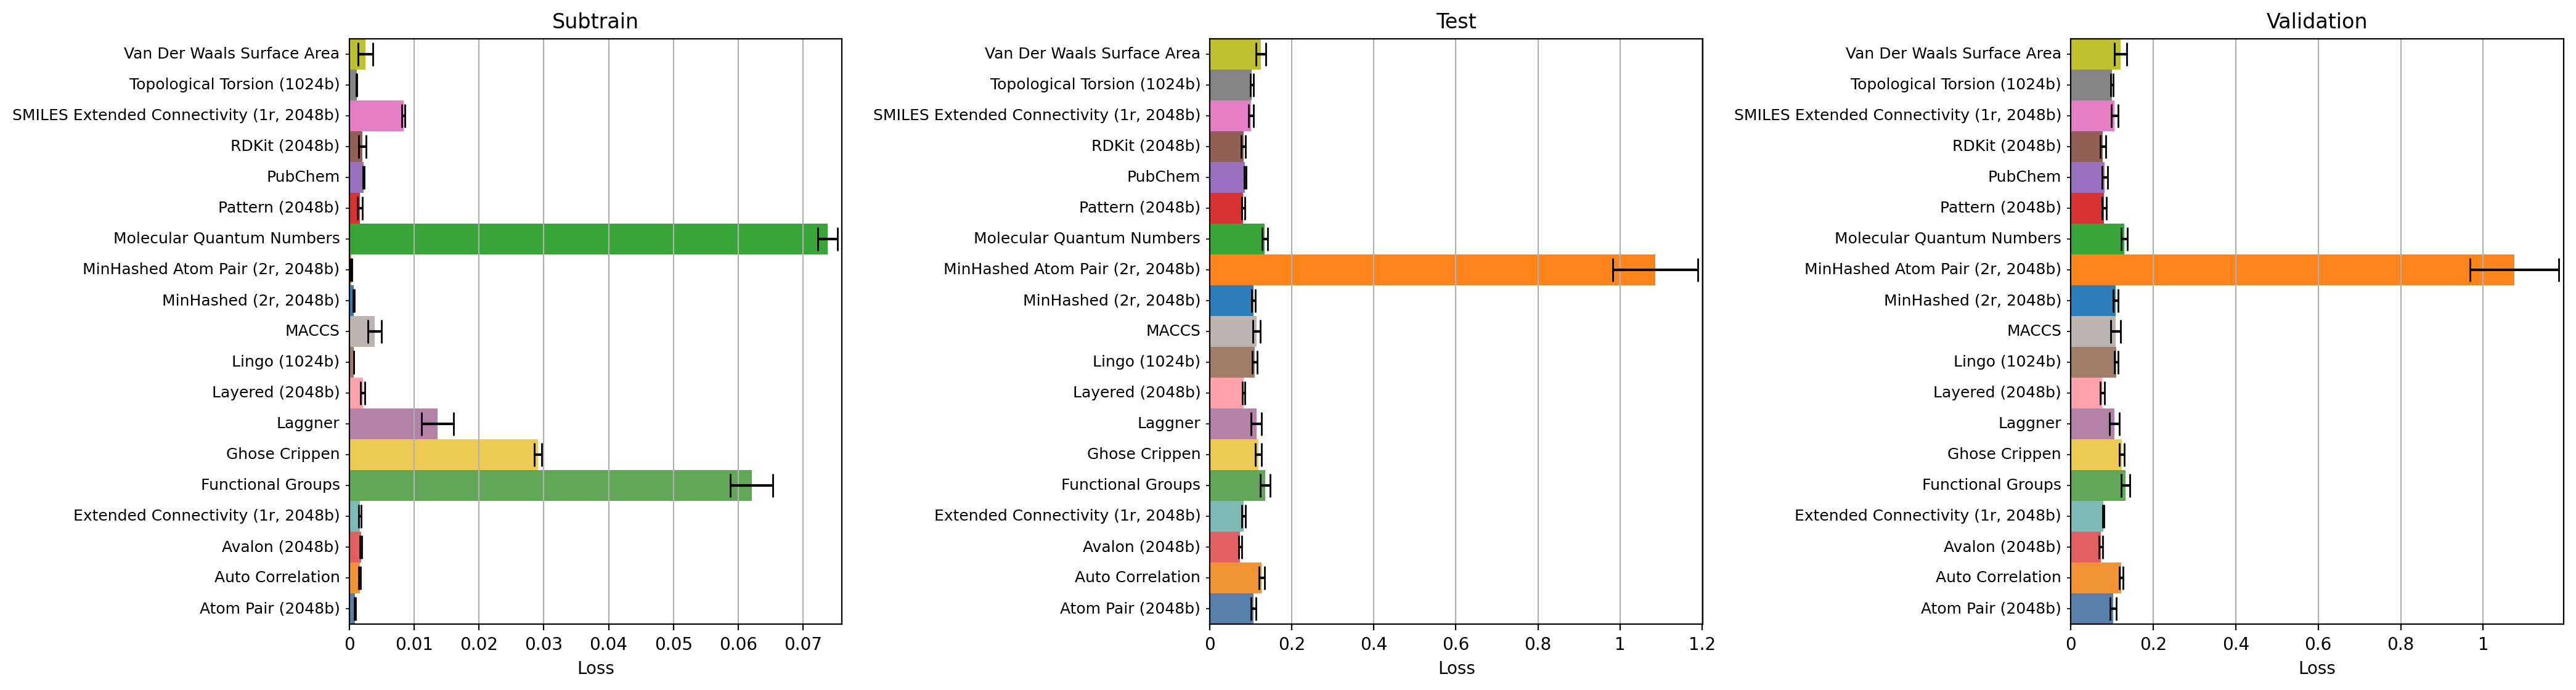 Subtrain
Van Der Waals Surface Area
Topological Torsion (1024b)
SMILES Extended Connectivity (1r, 2048b)
RDKit (2048b)
PubChem
Pattern (2048b)
Molecular Quantum Numbers
MinHashed Atom Pair (2r, 2048b)
MinHashed (2r, 2048b)
MACCS
Lingo (1024b)
Layered (2048b)
Laggner
Ghose Crippen
Functional Groups
Extended Connectivity (1r, 2048b)
Avalon (2048b)
Auto Correlation
Atom Pair (2048b)
0 0.01 0.02 0.03 0.04 0.05 0.06 0.07
Loss
Test
Van Der Waals Surface Area
Topological Torsion (1024b)
SMILES Extended Connectivity (1r, 2048b)
RDKit (2048b)
PubChem
Pattern (2048b)
Molecular Quantum Numbers
MinHashed Atom Pair (2r, 2048b)
MinHashed (2r, 2048b)
MACCS
Lingo (1024b)
Layered (2048b)
Laggner
Ghose Crippen
Functional Groups
Extended Connectivity (1r, 2048b)
Avalon (2048b)
Auto Correlation
Atom Pair (2048b)
0 0.2 0.4 0.6 0.8 1 1.2
Loss
Validation
Van Der Waals Surface Area
Topological Torsion (1024b)
SMILES Extended Connectivity (1r, 2048b)
RDKit (2048b)
PubChem
Pattern (2048b)
Molecular Quantum Numbers
MinHashed Atom Pair (2r, 2048b)
MinHashed (2r, 2048b)
MACCS
Lingo (1024b)
Layered (2048b)
Laggner
Ghose Crippen
Functional Groups
Extended Connectivity (1r, 2048b)
Avalon (2048b)
Auto Correlation
Atom Pair (2048b)
0 0.2 0.4 0.6 0.8 1
Loss